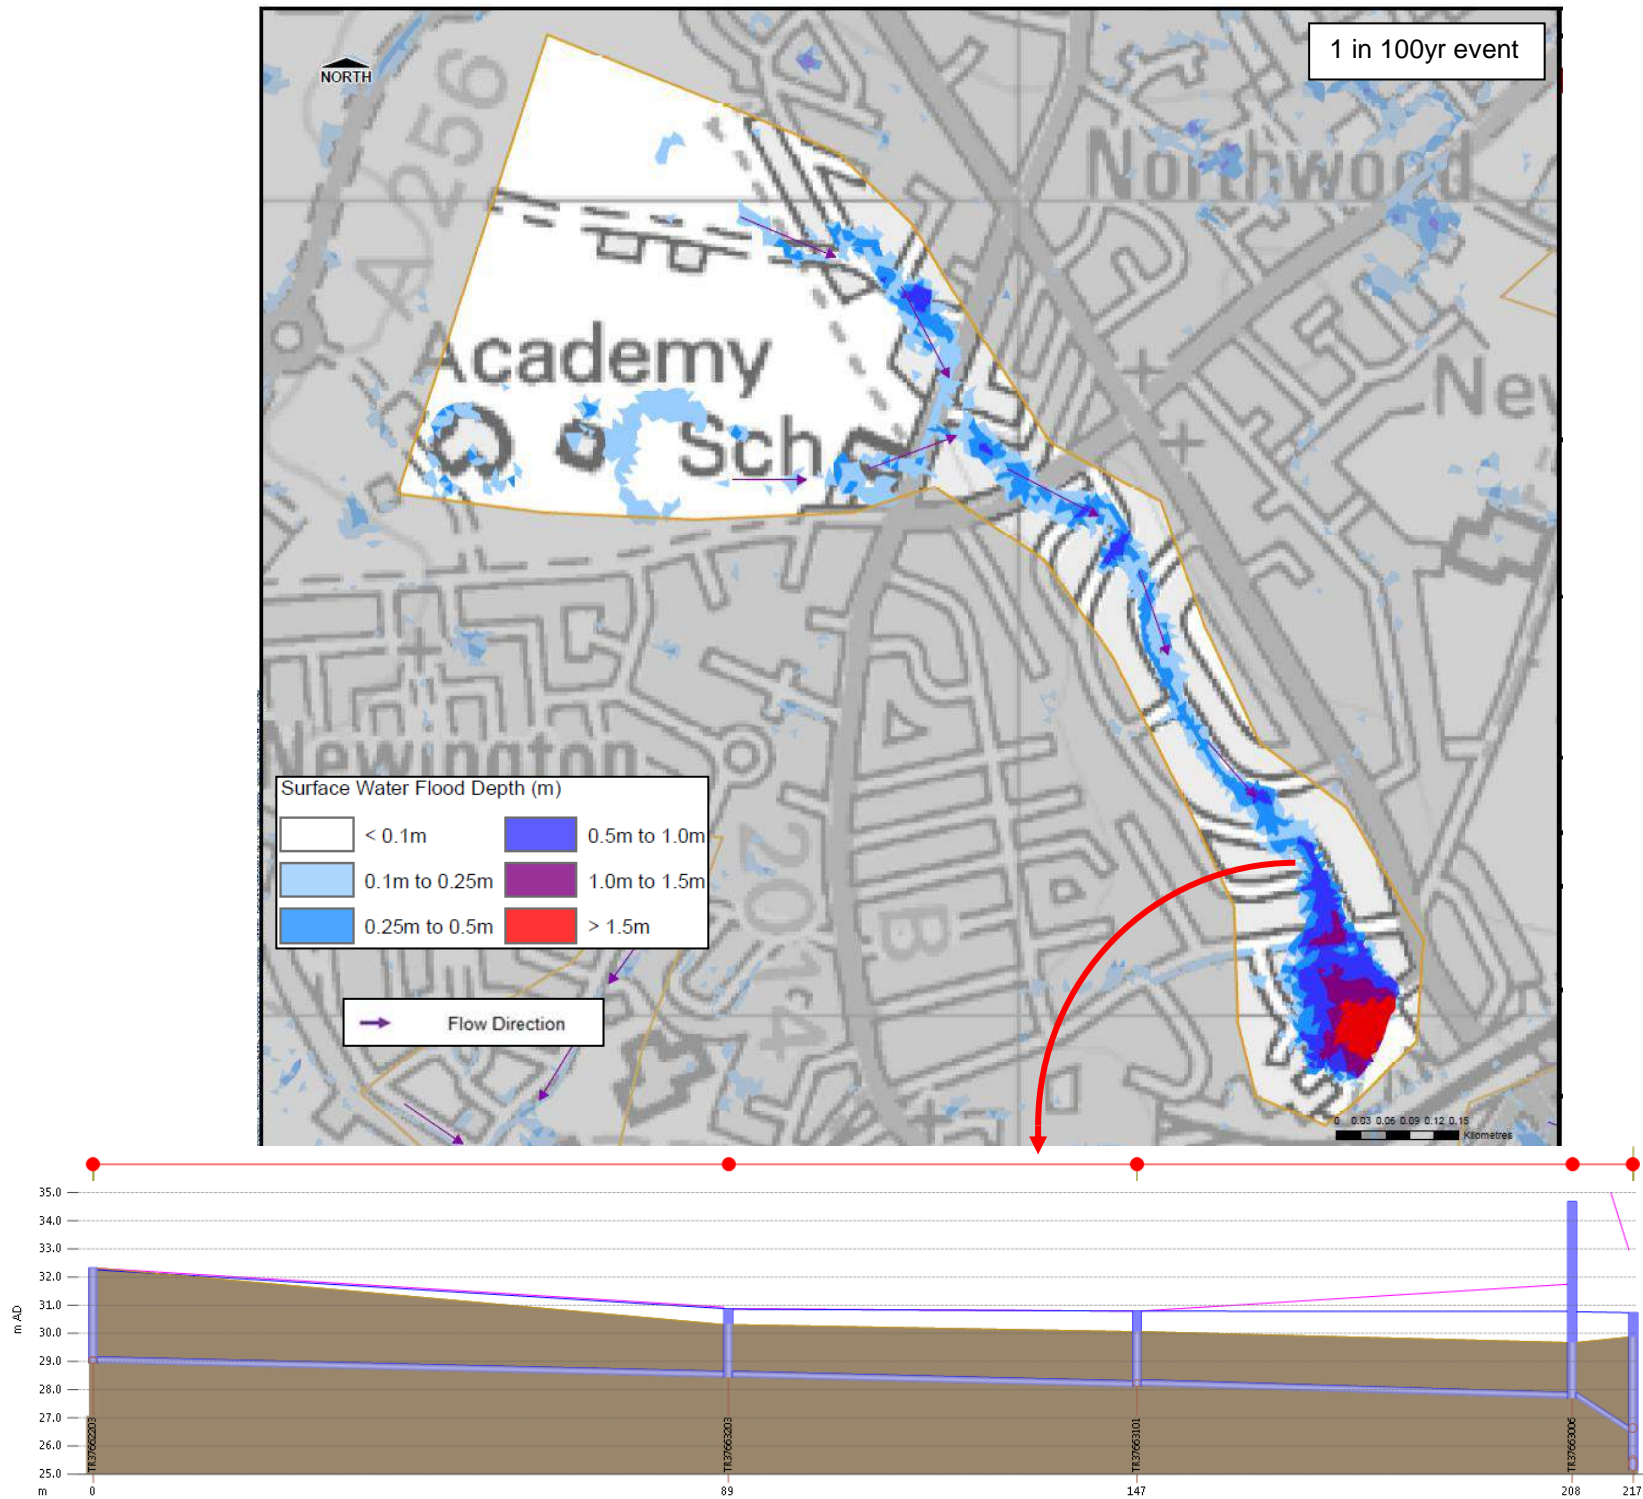 1 in 100yr event
NORTH
A 256
Northwood
Academy
Sch
New
Newington
Surface Water Flood Depth (m)
< 0.1m
0.5m to 1.0m
0.1m to 0.25m
1.0m to 1.5m
0.25m to 0.5m
> 1.5m
2014
B
Flow Direction
0 0.03 0.06 0.09 0.12 0.15
Kilometres
35.0
34.0
33.0
32.0
31.0
30.0
29.0
28.0
27.0
26.0
25.0
m AD
TR37662203
TR37663203
TR37663101
TR37663006
m 0 89 147 208 217